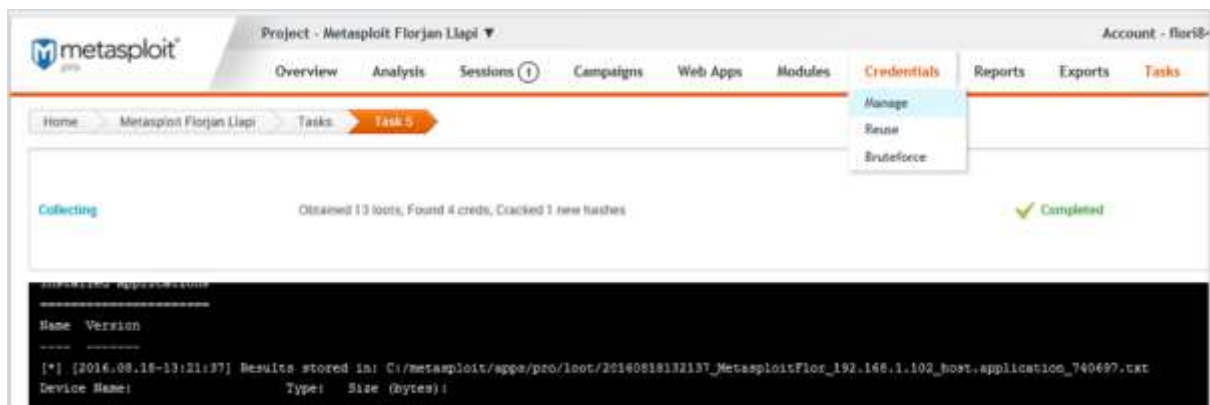 Project - Metasploit Florjan Llapi ▼
Account - flori8
metasploit®
pro
Overview Analysis Sessions (1) Campaigns Web Apps Modules Credentials Reports Exports Tasks
Manage
Reuse
Bruteforce
Home Metasploit Florjan Llapi Tasks Task 5
Collecting Obtained 13 loots, Found 4 creds, Cracked 1 new hashes Completed
Installed Applications
======================
Name Version
---- -------
[*] [2016.08.18-13:21:37] Results stored in: C:/metasploit/apps/pro/loot/20160818132137_MetasploitFlor_192.168.1.102_host.application_740697.txt
Device Name: Type: Size (bytes):